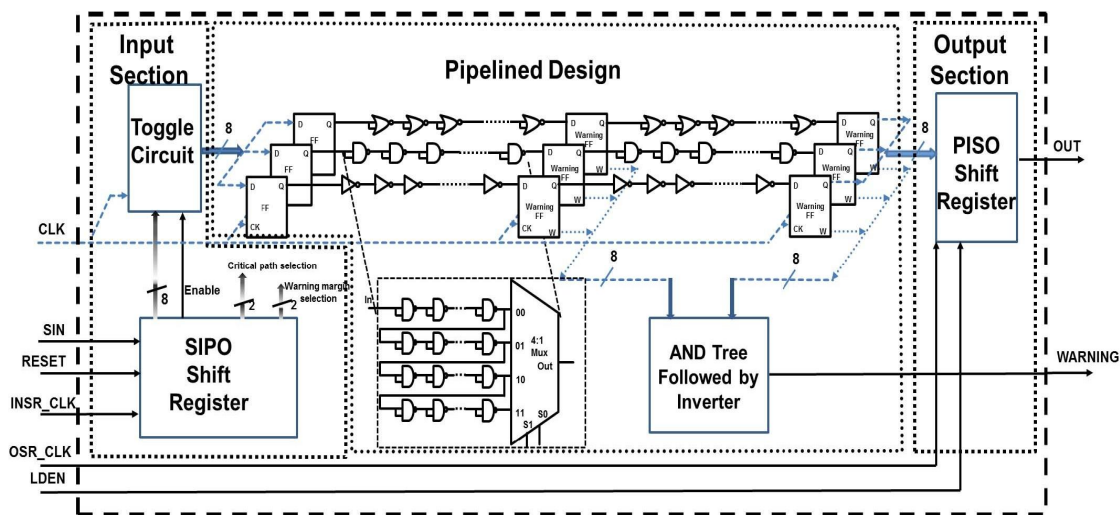 Input
Section
Pipelined Design
Output
Section
Toggle
Circuit
8
D Q
FF
D Q
FF
D Q
FF
CK
D Q
Warning
FF
W
D Q
Warning
FF
W
D Q
Warning
FF
CK W
D Q
Warning
FF
W
D Q
Warning
FF
W
D Q
Warning
FF
CK W
8
PISO
Shift
Register
OUT
CLK
8
Enable
Critical path selection
2
Warning margin
selection
2
8
8
SIN
RESET
INSR_CLK
SIPO
Shift
Register
In
00
01
10
11
4:1
Mux
Out
S1
S0
AND Tree
Followed by
Inverter
WARNING
OSR_CLK
LDEN